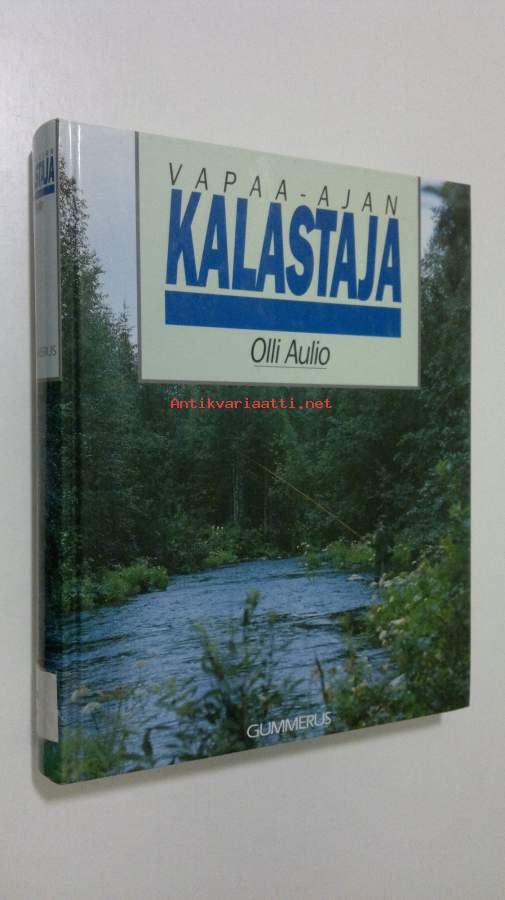 VAPAA-AJAN
KALASTAJA
Olli Aulio
Antikvariaatti.net
GUMMERUS